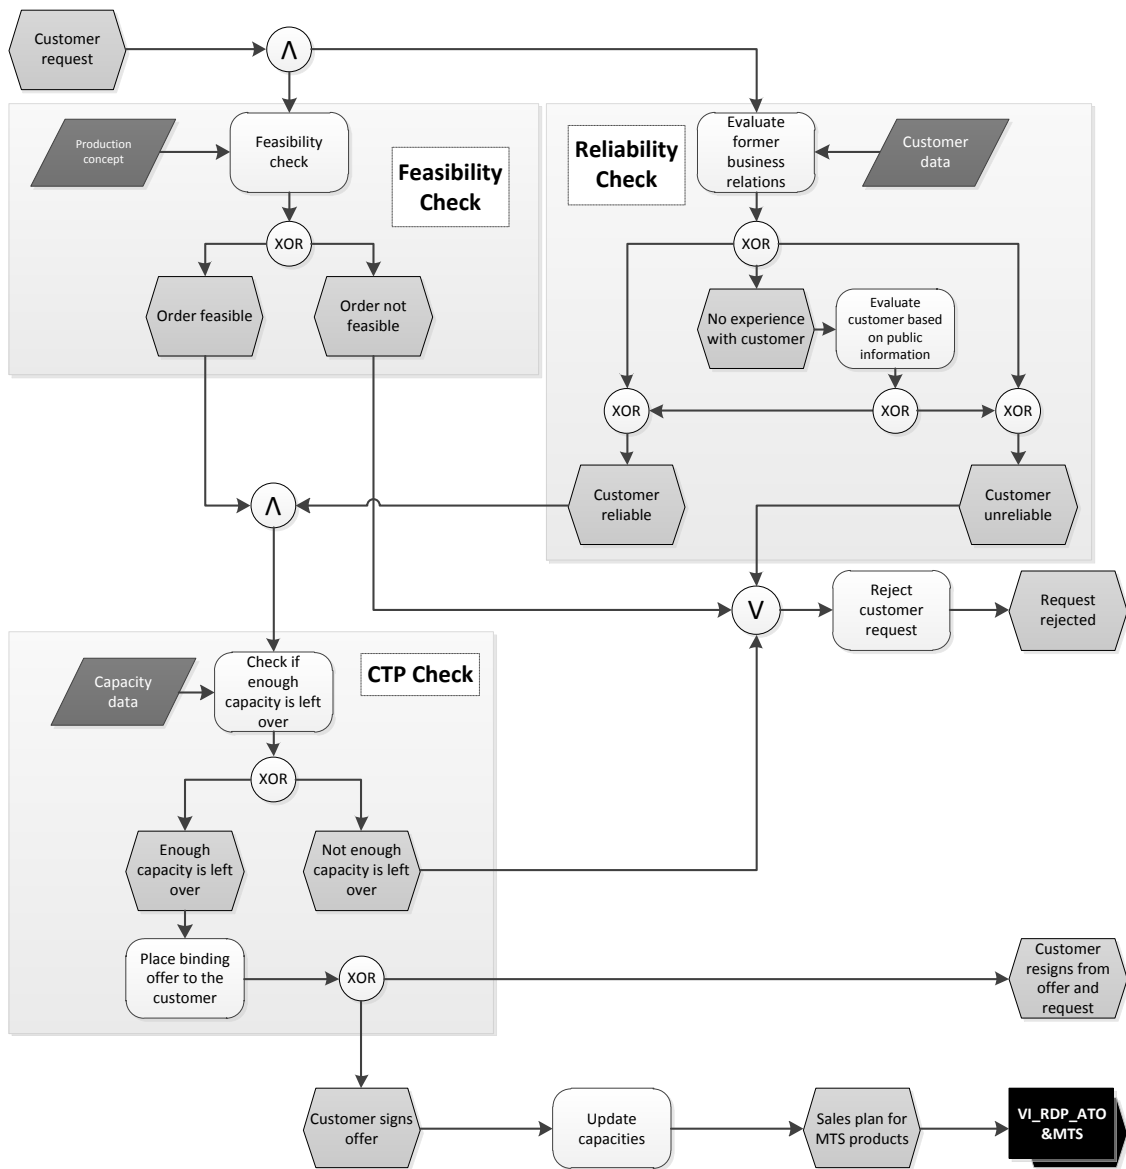 Customer
request
Λ
Production
concept
Feasibility
check
Feasibility
Check
XOR
Order feasible
Order not
feasible
Reliability
Check
Evaluate
former
business
relations
Customer
data
XOR
No experience
with customer
Evaluate
customer based
on public
information
XOR
XOR
XOR
Customer
reliable
Customer
unreliable
Λ
V
Reject
customer
request
Request
rejected
Capacity
data
Check if
enough
capacity is left
over
CTP Check
XOR
Enough
capacity is left
over
Not enough
capacity is left
over
Place binding
offer to the
customer
XOR
Customer
resigns from
offer and
request
Customer signs
offer
Update
capacities
Sales plan for
MTS products
VI_RDP_ATO
&MTS